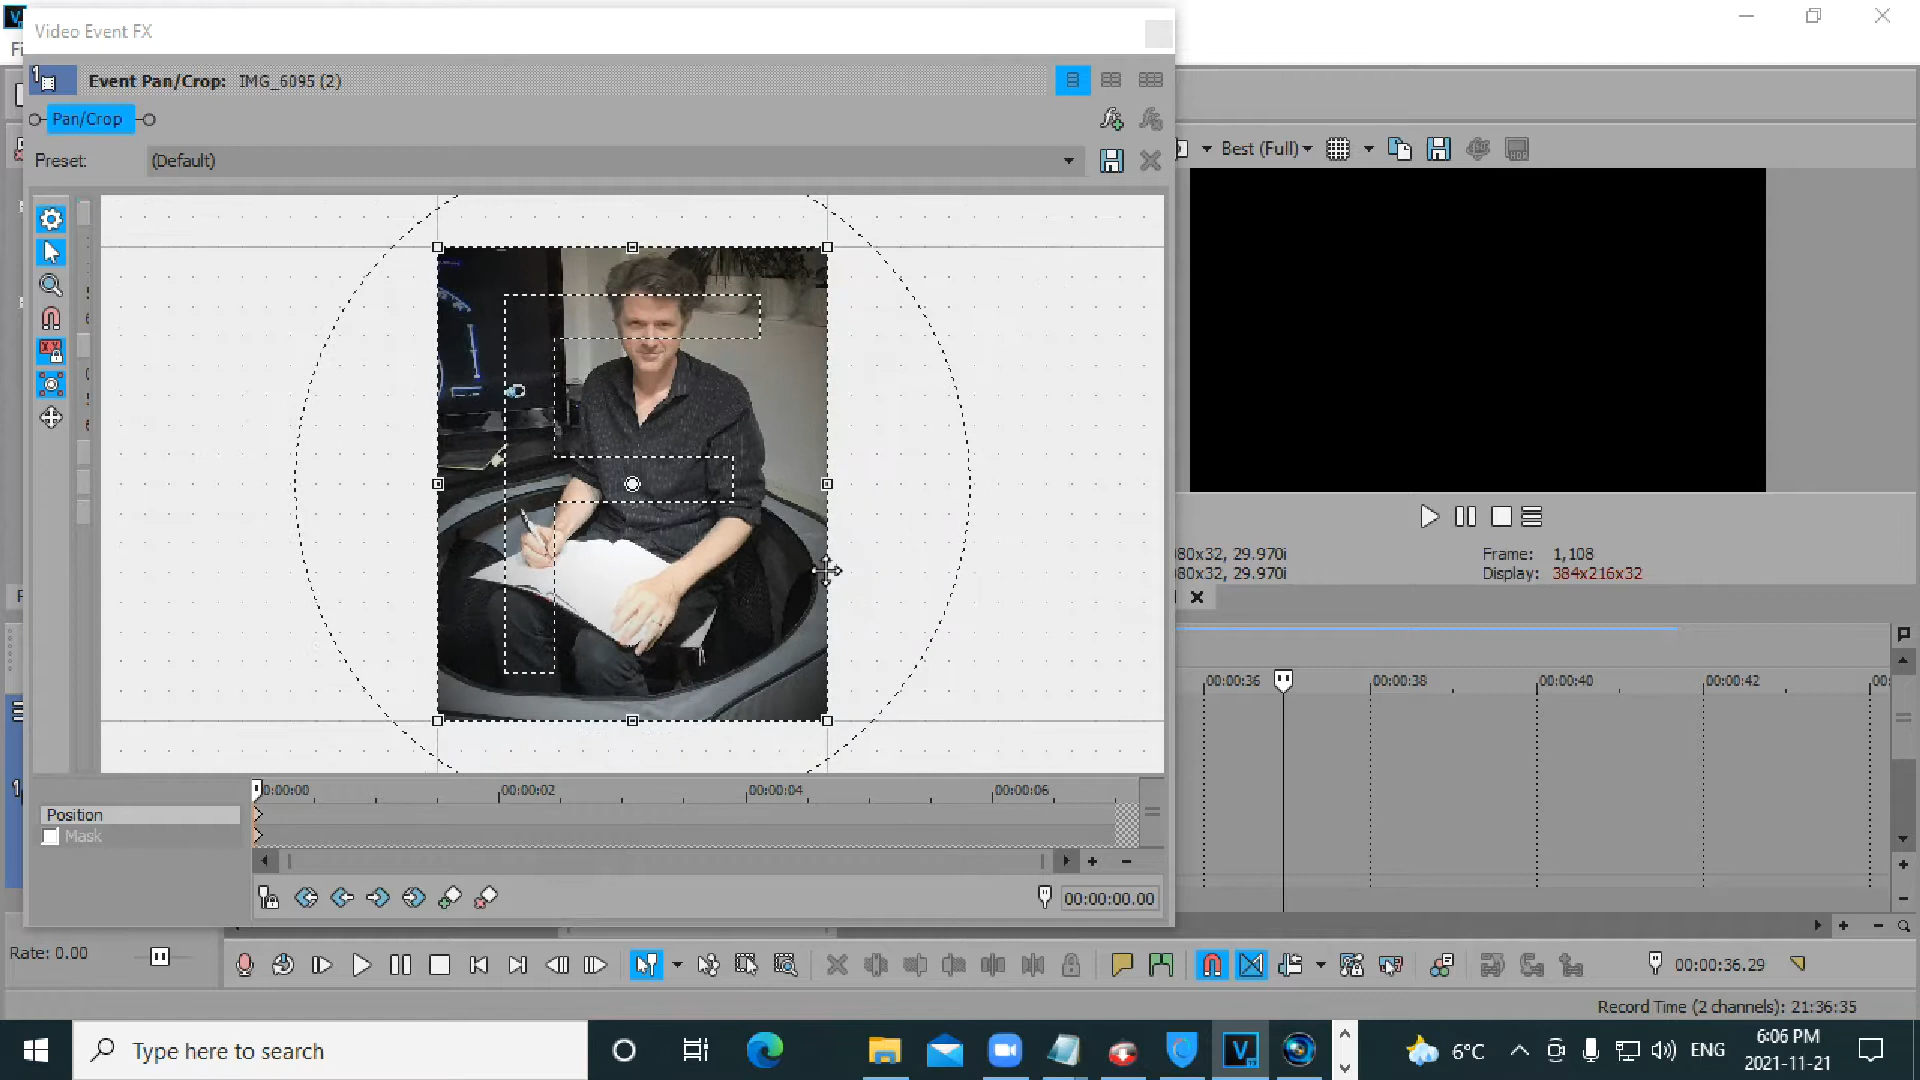 Video Event FX
Event Pan/Crop: IMG_6095 (2)
Pan/Crop
Preset: (Default)
Best (Full)
80x32, 29.970i
80x32, 29.970i
Frame: 1,108
Display: 384x216x32
00:00:36 00:00:38 00:00:40 00:00:42
00:00:00 00:00:02 00:00:04 00:00:06
Position
Mask
00:00:00.00
Rate: 0.00
00:00:36.29
Record Time (2 channels): 21:36:35
Type here to search
6°C
ENG
6:06 PM
2021-11-21